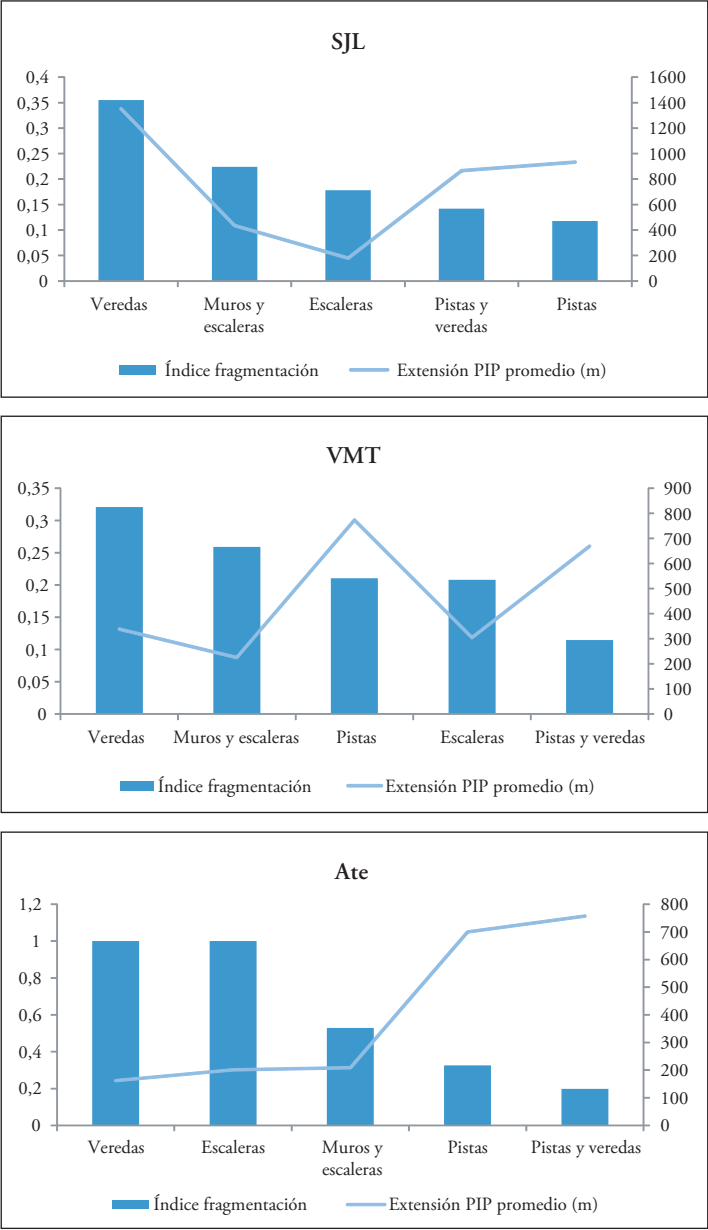 SJL
0,4
0,35
0,3
0,25
0,2
0,15
0,1
0,05
0
1600
1400
1200
1000
800
600
400
200
0
Veredas
Muros y
escaleras
Escaleras
Pistas y
veredas
Pistas
Índice fragmentación
Extensión PIP promedio (m)
VMT
0,35
0,3
0,25
0,2
0,15
0,1
0,05
0
900
800
700
600
500
400
300
200
100
0
Veredas
Muros y escaleras
Pistas
Escaleras
Pistas y veredas
Índice fragmentación
Extensión PIP promedio (m)
Ate
1,2
1
0,8
0,6
0,4
0,2
0
800
700
600
500
400
300
200
100
0
Veredas
Escaleras
Muros y
escaleras
Pistas
Pistas y veredas
Índice fragmentación
Extensión PIP promedio (m)